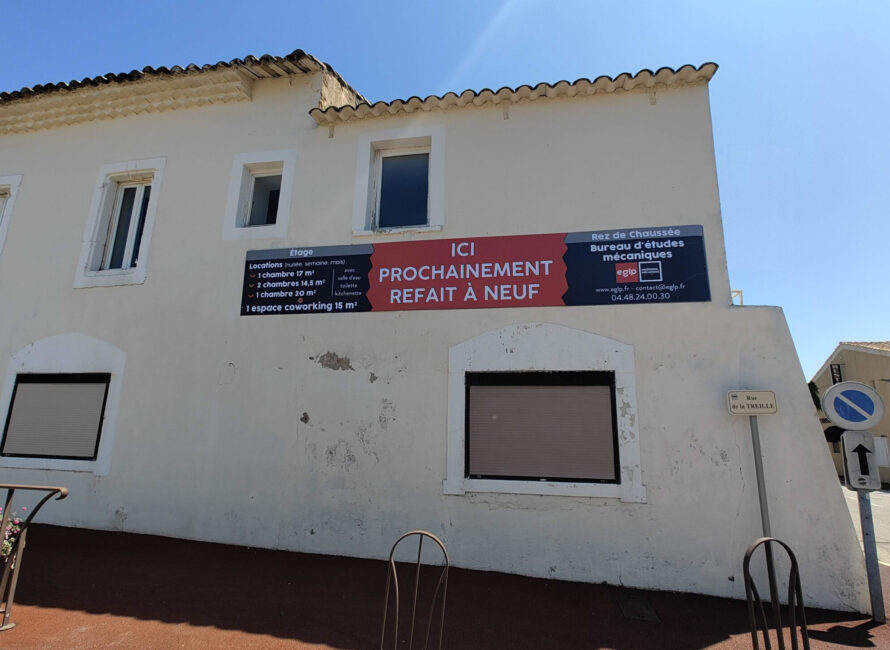 Étage
Locations (nuitée, semaine, mois)
1 chambre 17 m²
2 chambres 14,5 m²
1 chambre 20 m²
avec
salle d'eau
toilette
kitchenette
1 espace coworking 15 m²
ICI
PROCHAINEMENT
REFAIT À NEUF
Rez de Chaussée
Bureau d'études
mécaniques
eglp
www.eglp.fr - contact@eglp.fr
04.48.24.00.30
Rue
de la TREILLE